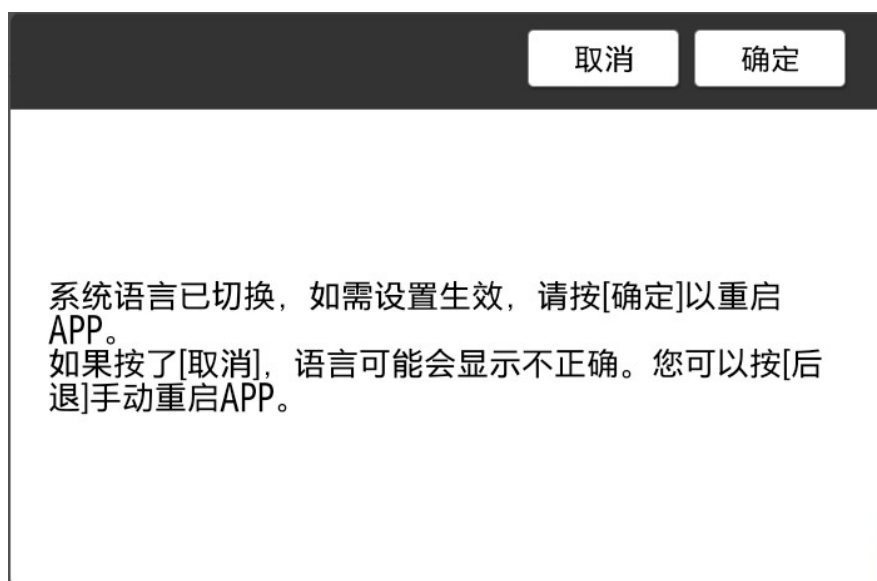 取消 确定
系统语言已切换，如需设置生效，请按[确定]以重启
APP。
如果按了[取消]，语言可能会显示不正确。您可以按[后
退]手动重启APP。